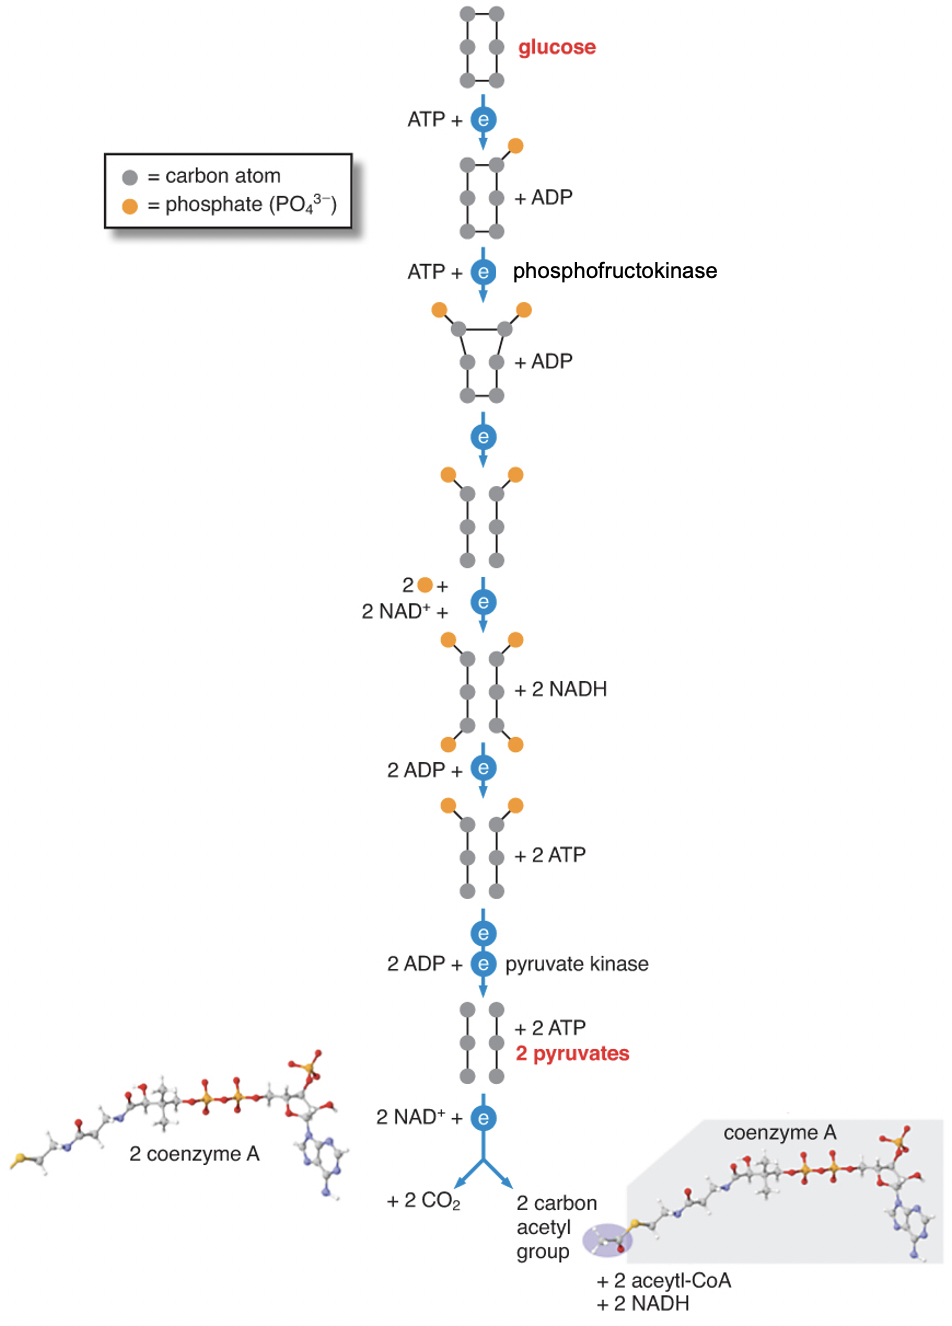 glucose
ATP + e
= carbon atom
= phosphate (PO₄³⁻)
+ ADP
ATP + e phosphofructokinase
+ ADP
e
2 +
2 NAD⁺ + e
+ 2 NADH
2 ADP + e
+ 2 ATP
e
2 ADP + e pyruvate kinase
+ 2 ATP
2 pyruvates
2 NAD⁺ + e
2 coenzyme A
coenzyme A
+ 2 CO₂
2 carbon
acetyl
group
+ 2 aceytl-CoA
+ 2 NADH